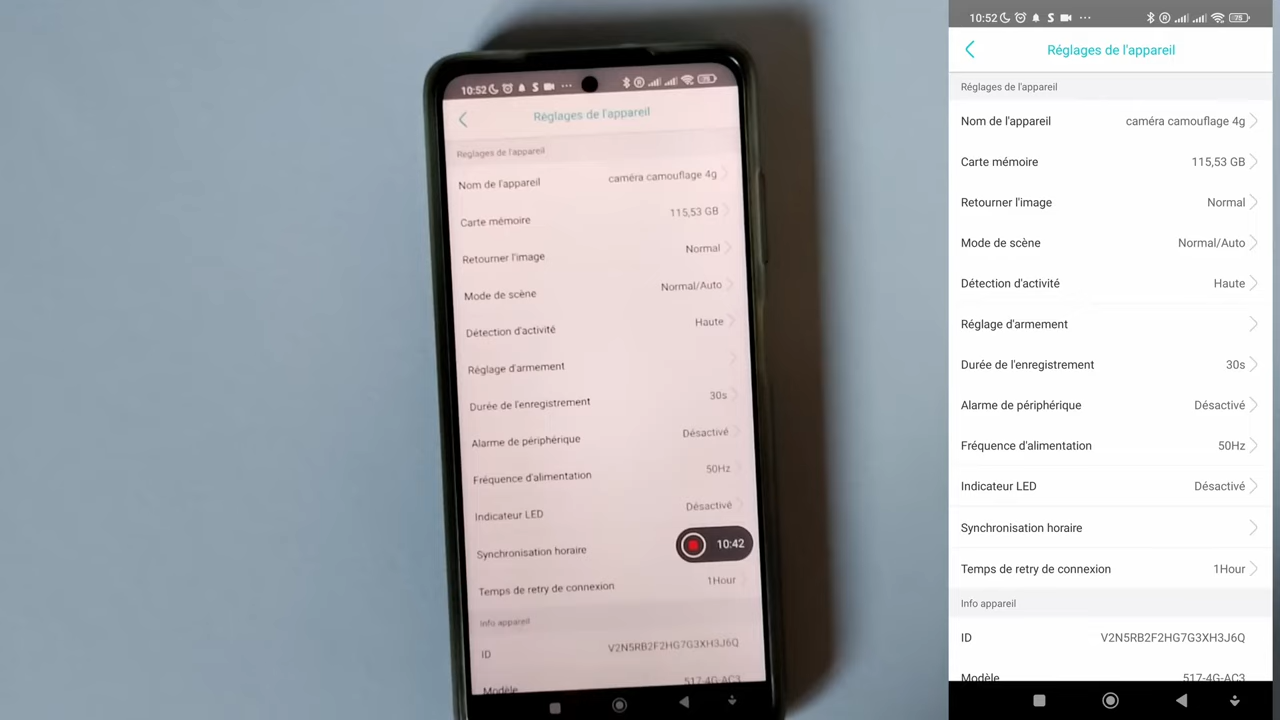 10:52
Réglages de l'appareil
Réglages de l'appareil
Nom de l'appareil caméra camouflage 4g
Carte mémoire 115,53 GB
Retourner l'image Normal
Mode de scène Normal/Auto
Détection d'activité Haute
Réglage d'armement
Durée de l'enregistrement 30s
Alarme de périphérique Désactivé
Fréquence d'alimentation 50Hz
Indicateur LED Désactivé
Synchronisation horaire
10:42
Temps de retry de connexion 1Hour
Info appareil
ID V2N5RB2F2HG7G3XH3J6Q
Modèle 517-4G-AC3
10:52 S 75
Réglages de l'appareil
Réglages de l'appareil
Nom de l'appareil caméra camouflage 4g
Carte mémoire 115,53 GB
Retourner l'image Normal
Mode de scène Normal/Auto
Détection d'activité Haute
Réglage d'armement
Durée de l'enregistrement 30s
Alarme de périphérique Désactivé
Fréquence d'alimentation 50Hz
Indicateur LED Désactivé
Synchronisation horaire
Temps de retry de connexion 1Hour
Info appareil
ID V2N5RB2F2HG7G3XH3J6Q
Modèle 517-4G-AC3